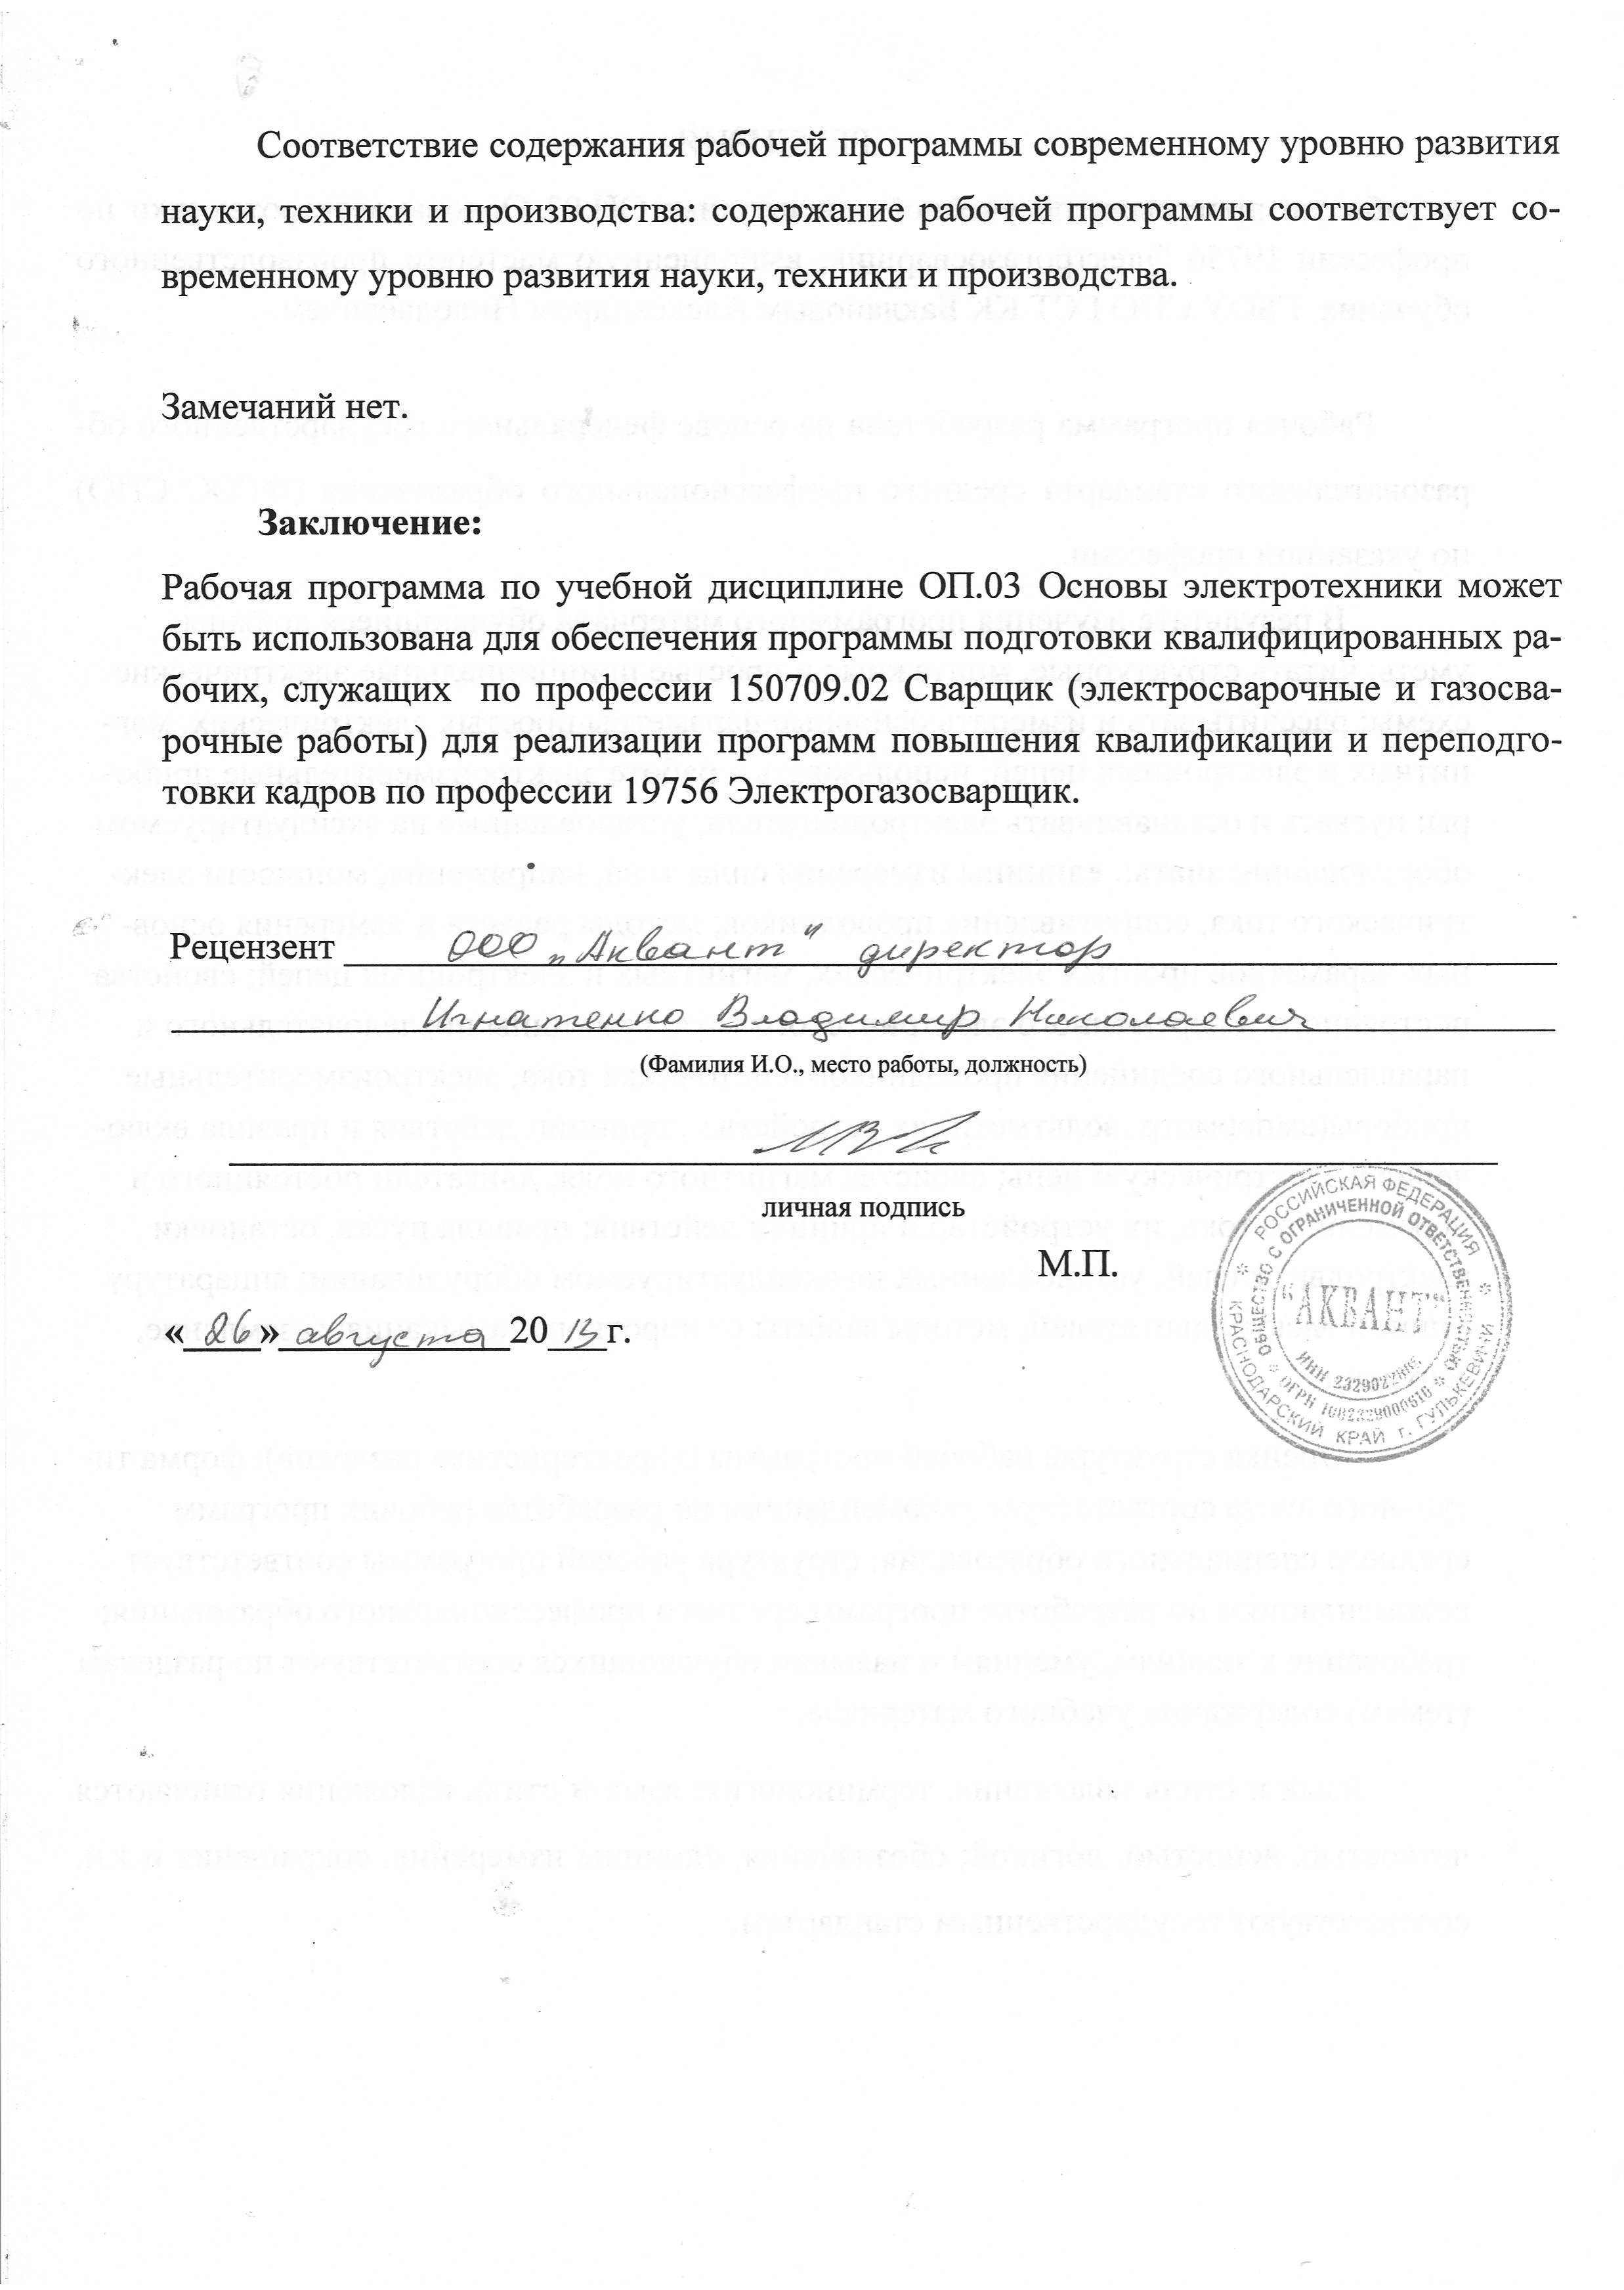 Соответствие содержания рабочей программы современному уровню развития
науки, техники и производства: содержание рабочей программы соответствует со-
временному уровню развития науки, техники и производства.
Замечаний нет.
Заключение:
Рабочая программа по учебной дисциплине ОП.03 Основы электротехники может
быть использована для обеспечения программы подготовки квалифицированных ра-
бочих, служащих по профессии 150709.02 Сварщик (электросварочные и газосва-
рочные работы) для реализации программ повышения квалификации и переподго-
товки кадров по профессии 19756 Электрогазосварщик.
Рецензент ООО „Аквант" директор
Игнатенко Владимир Николаевич
(Фамилия И.О., место работы, должность)
личная подпись
М.П.
«26» августа 2013г.
РОССИЙСКАЯ ФЕДЕРАЦИЯ
КРАСНОДАРСКИЙ КРАЙ г. ГУЛЬКЕВИЧИ
ОБЩЕСТВО С ОГРАНИЧЕННОЙ ОТВЕТСТВЕННОСТЬЮ
"АКВАНТ"
ИНН
ОГРН